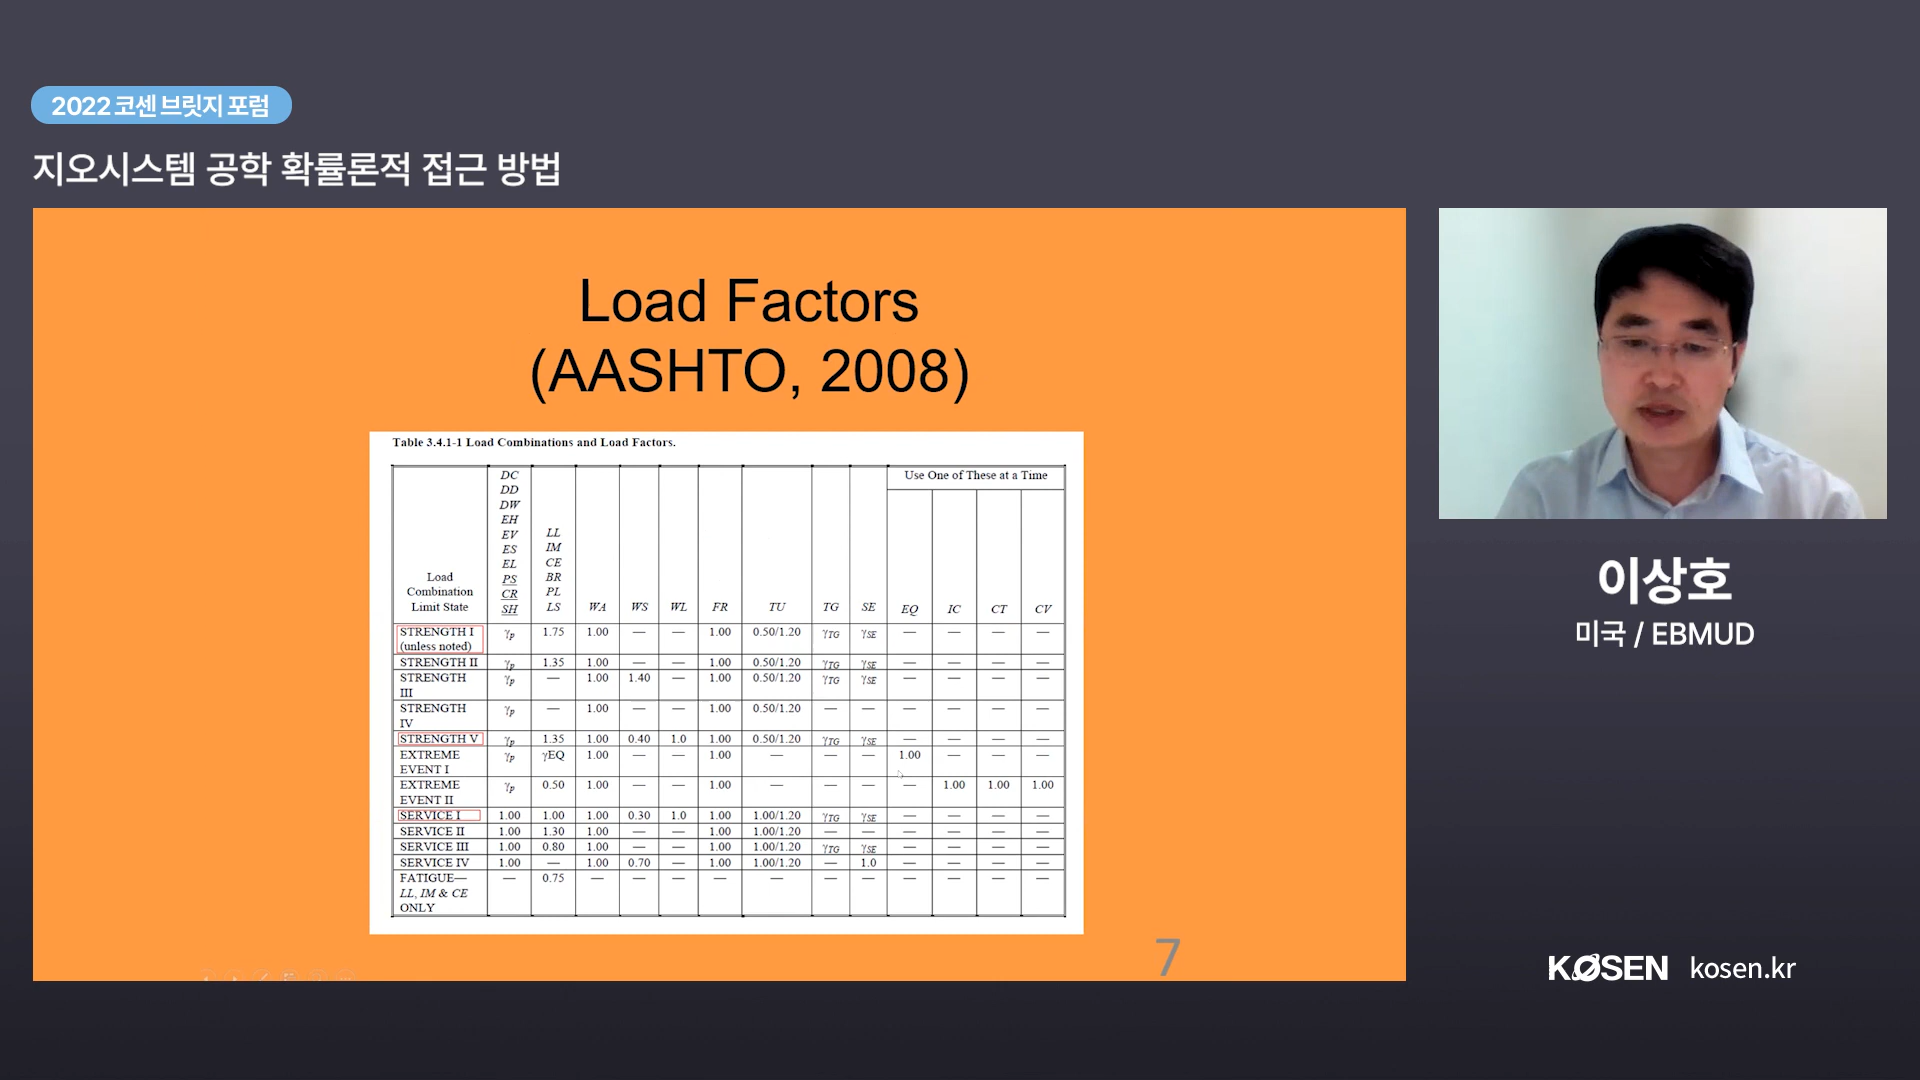 2022 코센 브릿지 포럼
지오시스템 공학 확률론적 접근 방법
Load Factors
(AASHTO, 2008)
Table 3.4.1-1 Load Combinations and Load Factors.
Load Combination Limit State | DC DD DW EH EV ES EL PS CR SH | LL IM CE BR PL LS | WA | WS | WL | FR | TU | TG | SE | Use One of These at a Time
EQ | IC | CT | CV
STRENGTH I (unless noted) | γp | 1.75 | 1.00 | — | — | 1.00 | 0.50/1.20 | γTG | γSE | — | — | — | —
STRENGTH II | γp | 1.35 | 1.00 | — | — | 1.00 | 0.50/1.20 | γTG | γSE | — | — | — | —
STRENGTH III | γp | — | 1.00 | 1.40 | — | 1.00 | 0.50/1.20 | γTG | γSE | — | — | — | —
STRENGTH IV | γp | — | 1.00 | — | — | 1.00 | 0.50/1.20 | — | — | — | — | — | —
STRENGTH V | γp | 1.35 | 1.00 | 0.40 | 1.0 | 1.00 | 0.50/1.20 | γTG | γSE | — | — | — | —
EXTREME EVENT I | γp | γEQ | 1.00 | — | — | 1.00 | — | — | — | 1.00 | — | — | —
EXTREME EVENT II | γp | 0.50 | 1.00 | — | — | 1.00 | — | — | — | — | 1.00 | 1.00 | 1.00
SERVICE I | 1.00 | 1.00 | 1.00 | 0.30 | 1.0 | 1.00 | 1.00/1.20 | γTG | γSE | — | — | — | —
SERVICE II | 1.00 | 1.30 | 1.00 | — | — | 1.00 | 1.00/1.20 | — | — | — | — | — | —
SERVICE III | 1.00 | 0.80 | 1.00 | — | — | 1.00 | 1.00/1.20 | γTG | γSE | — | — | — | —
SERVICE IV | 1.00 | — | 1.00 | 0.70 | — | 1.00 | 1.00/1.20 | — | 1.0 | — | — | — | —
FATIGUE— LL, IM & CE ONLY | — | 0.75 | — | — | — | — | — | — | — | — | — | — | —
7
이상호
미국 / EBMUD
KOSEN kosen.kr